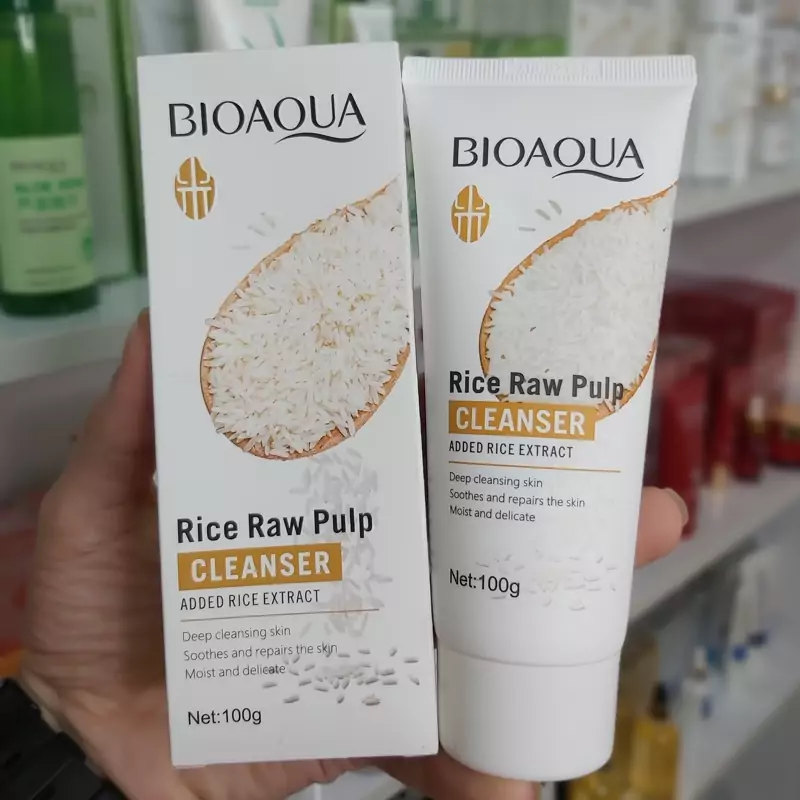 BIOAQUA
Rice Raw Pulp
CLEANSER
ADDED RICE EXTRACT
Deep cleansing skin
Soothes and repairs the skin
Moist and delicate
Net:100g
BIOAQUA
Rice Raw Pulp
CLEANSER
ADDED RICE EXTRACT
Deep cleansing skin
Soothes and repairs the skin
Moist and delicate
Net:100g